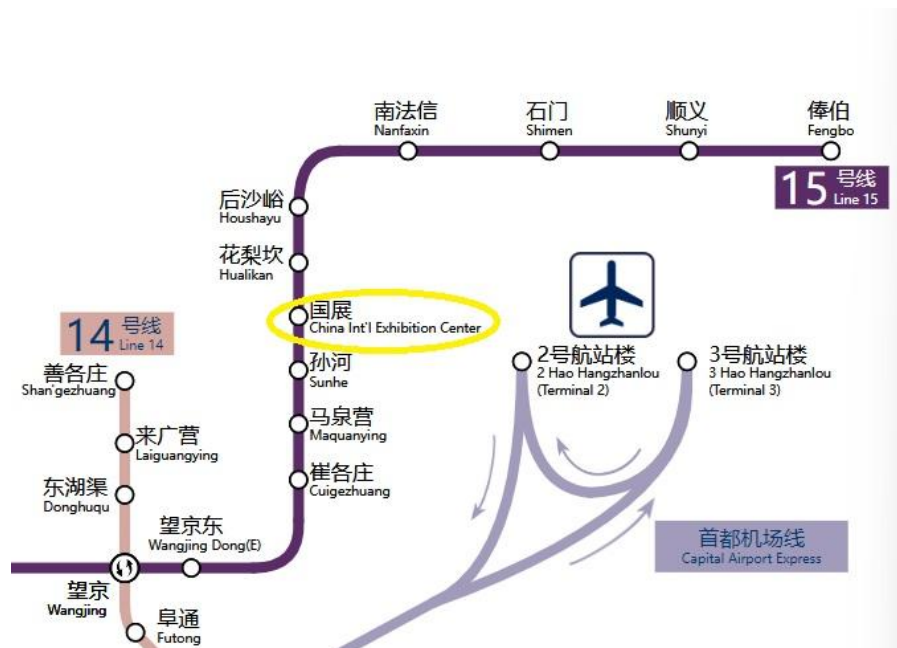 南法信
Nanfaxin
石门
Shimen
顺义
Shunyi
俸伯
Fengbo
15 号线
Line 15
后沙峪
Houshayu
花梨坎
Hualikan
国展
China Int'l Exhibition Center
14 号线
Line 14
孙河
Sunhe
2号航站楼
2 Hao Hangzhanlou
(Terminal 2)
3号航站楼
3 Hao Hangzhanlou
(Terminal 3)
善各庄
Shan'gezhuang
马泉营
Maquanying
来广营
Laiguangying
崔各庄
Cuigezhuang
东湖渠
Donghuqu
望京东
Wangjing Dong(E)
首都机场线
Capital Airport Express
望京
Wangjing
阜通
Futong